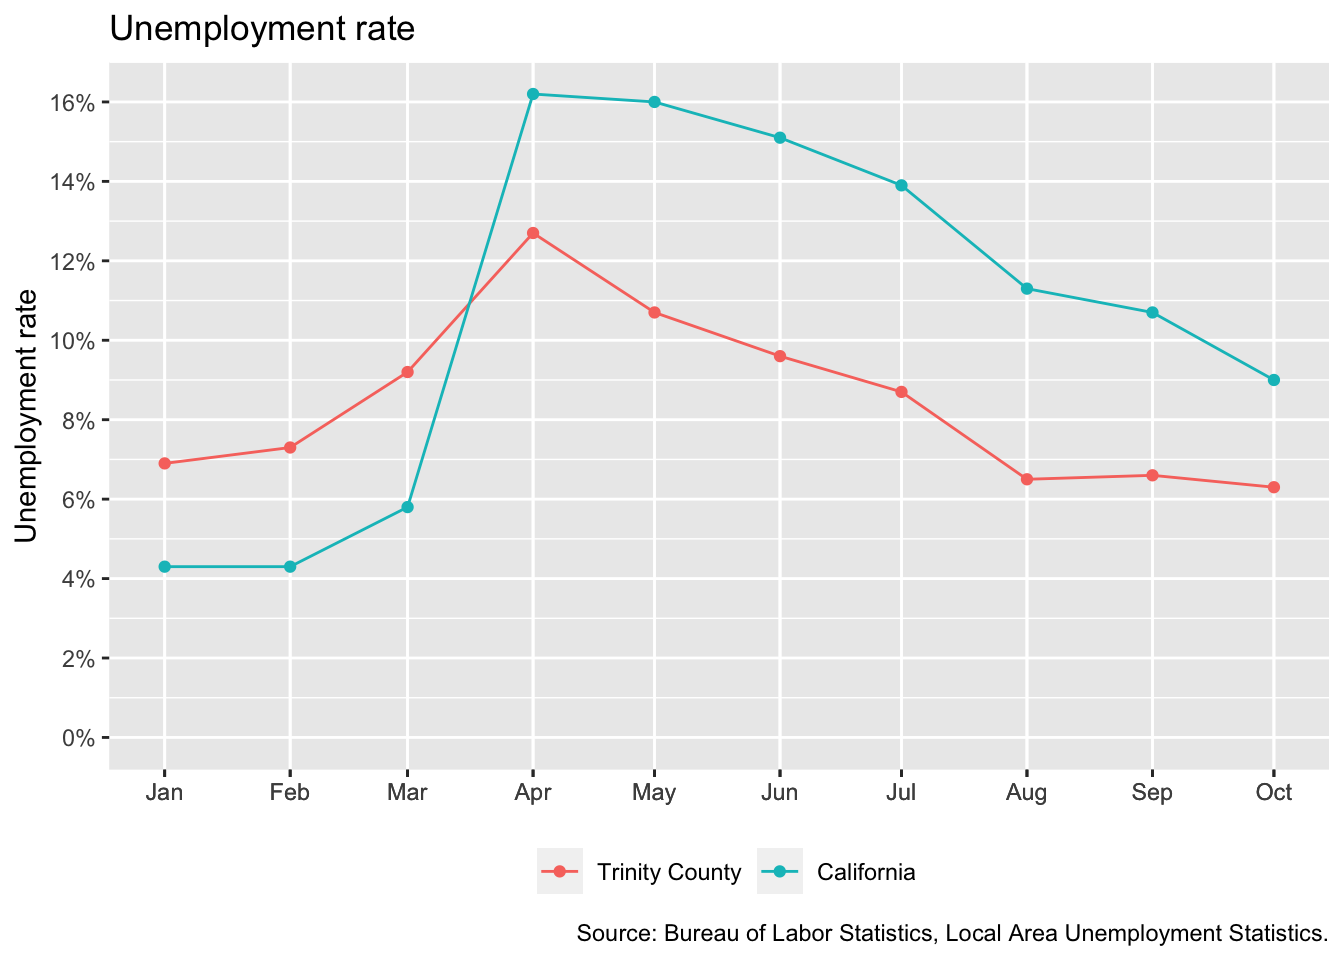 Unemployment rate
Unemployment rate
16%
14%
12%
10%
8%
6%
4%
2%
0%
Jan Feb Mar Apr May Jun Jul Aug Sep Oct
Trinity County California
Source: Bureau of Labor Statistics, Local Area Unemployment Statistics.